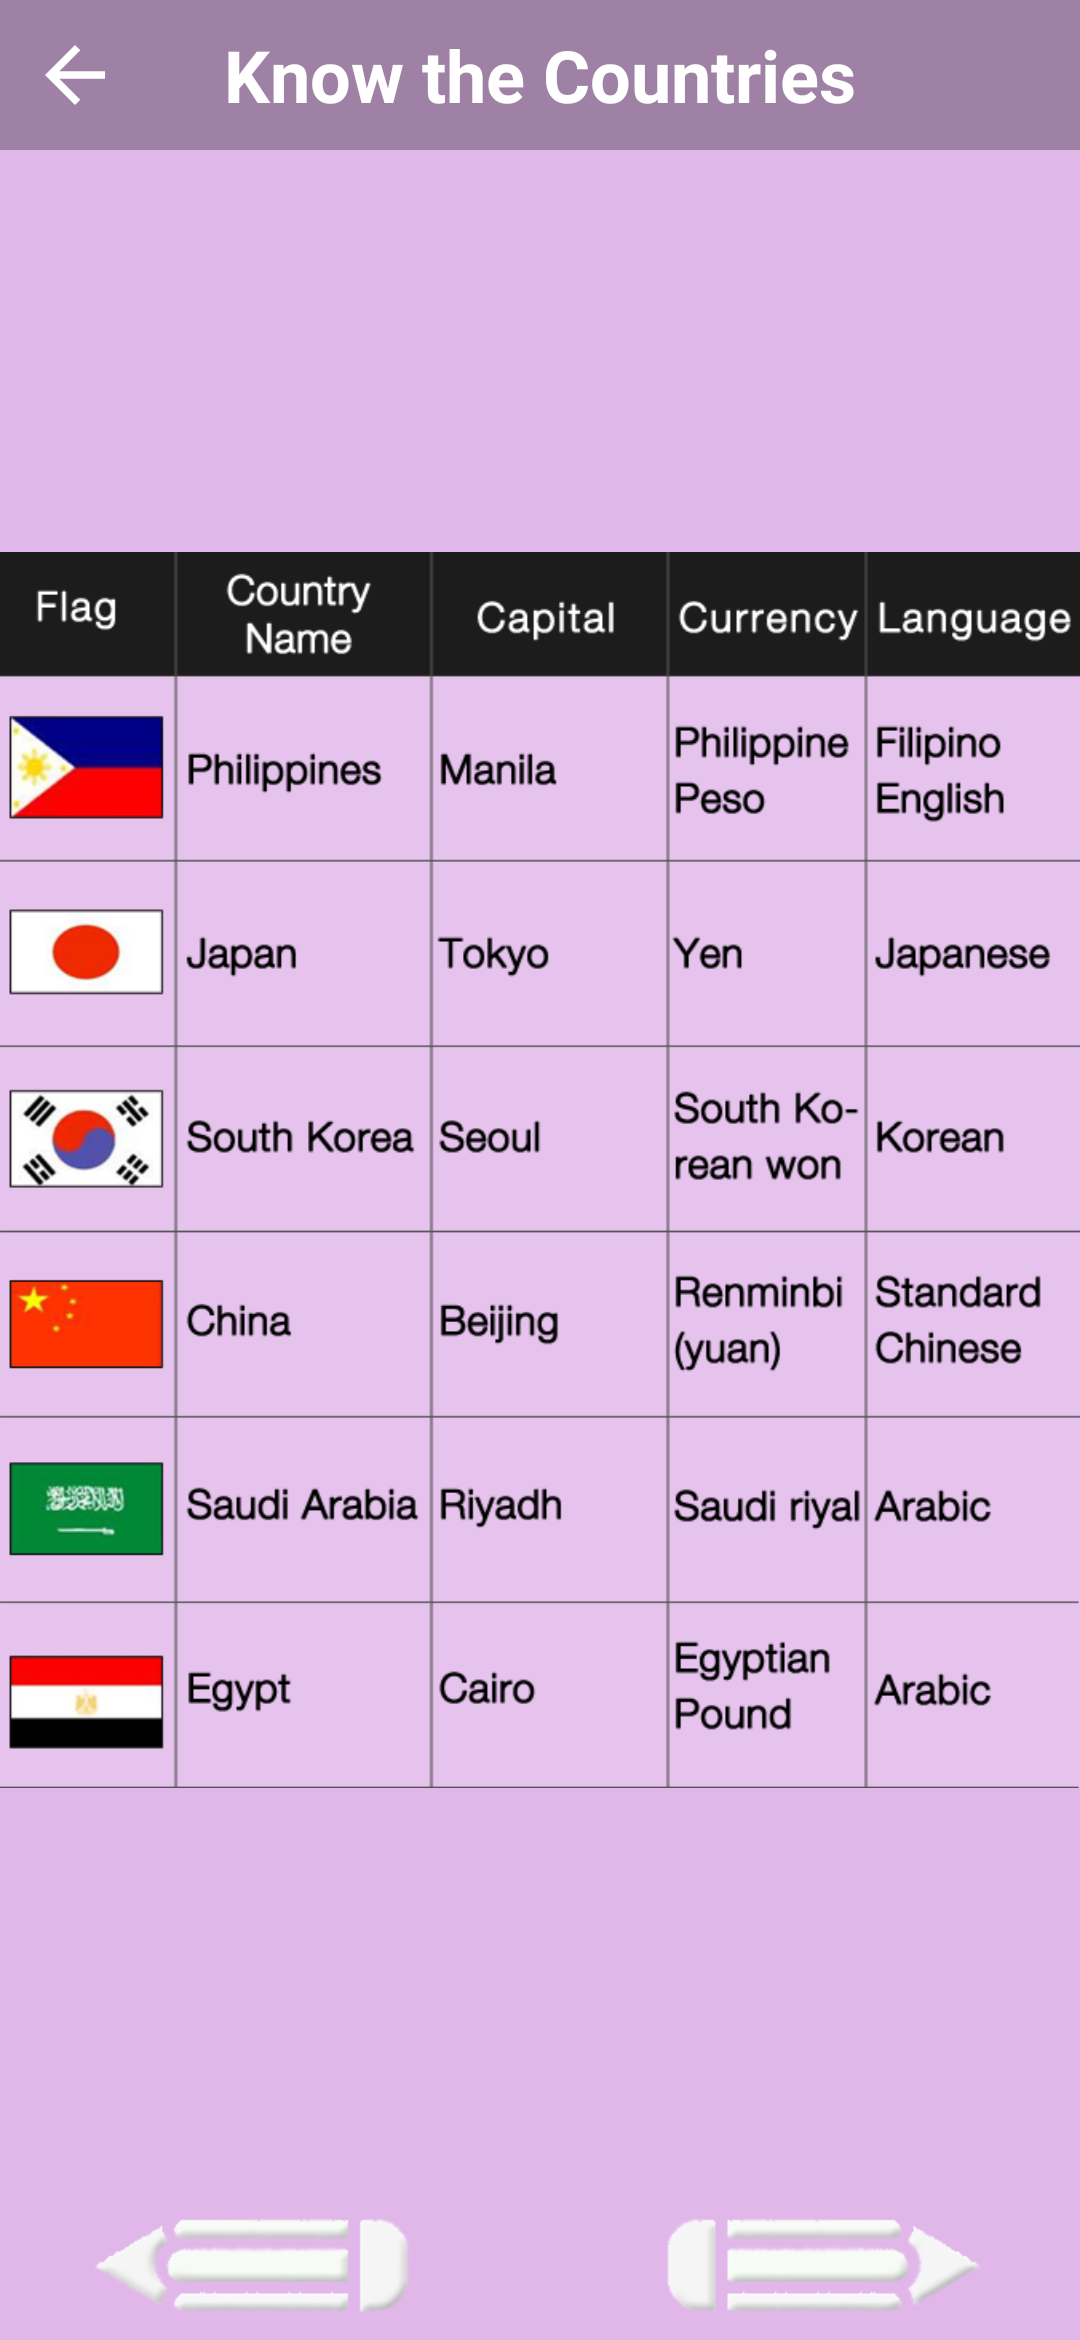 Know the Countries
Flag
Country
Name
Capital
Currency
Language
Philippines
Manila
Philippine
Peso
Filipino
English
Japan
Tokyo
Yen
Japanese
South Korea
Seoul
South Ko-
rean won
Korean
China
Beijing
Renminbi
(yuan)
Standard
Chinese
Saudi Arabia
Riyadh
Saudi riyal
Arabic
Egypt
Cairo
Egyptian
Pound
Arabic